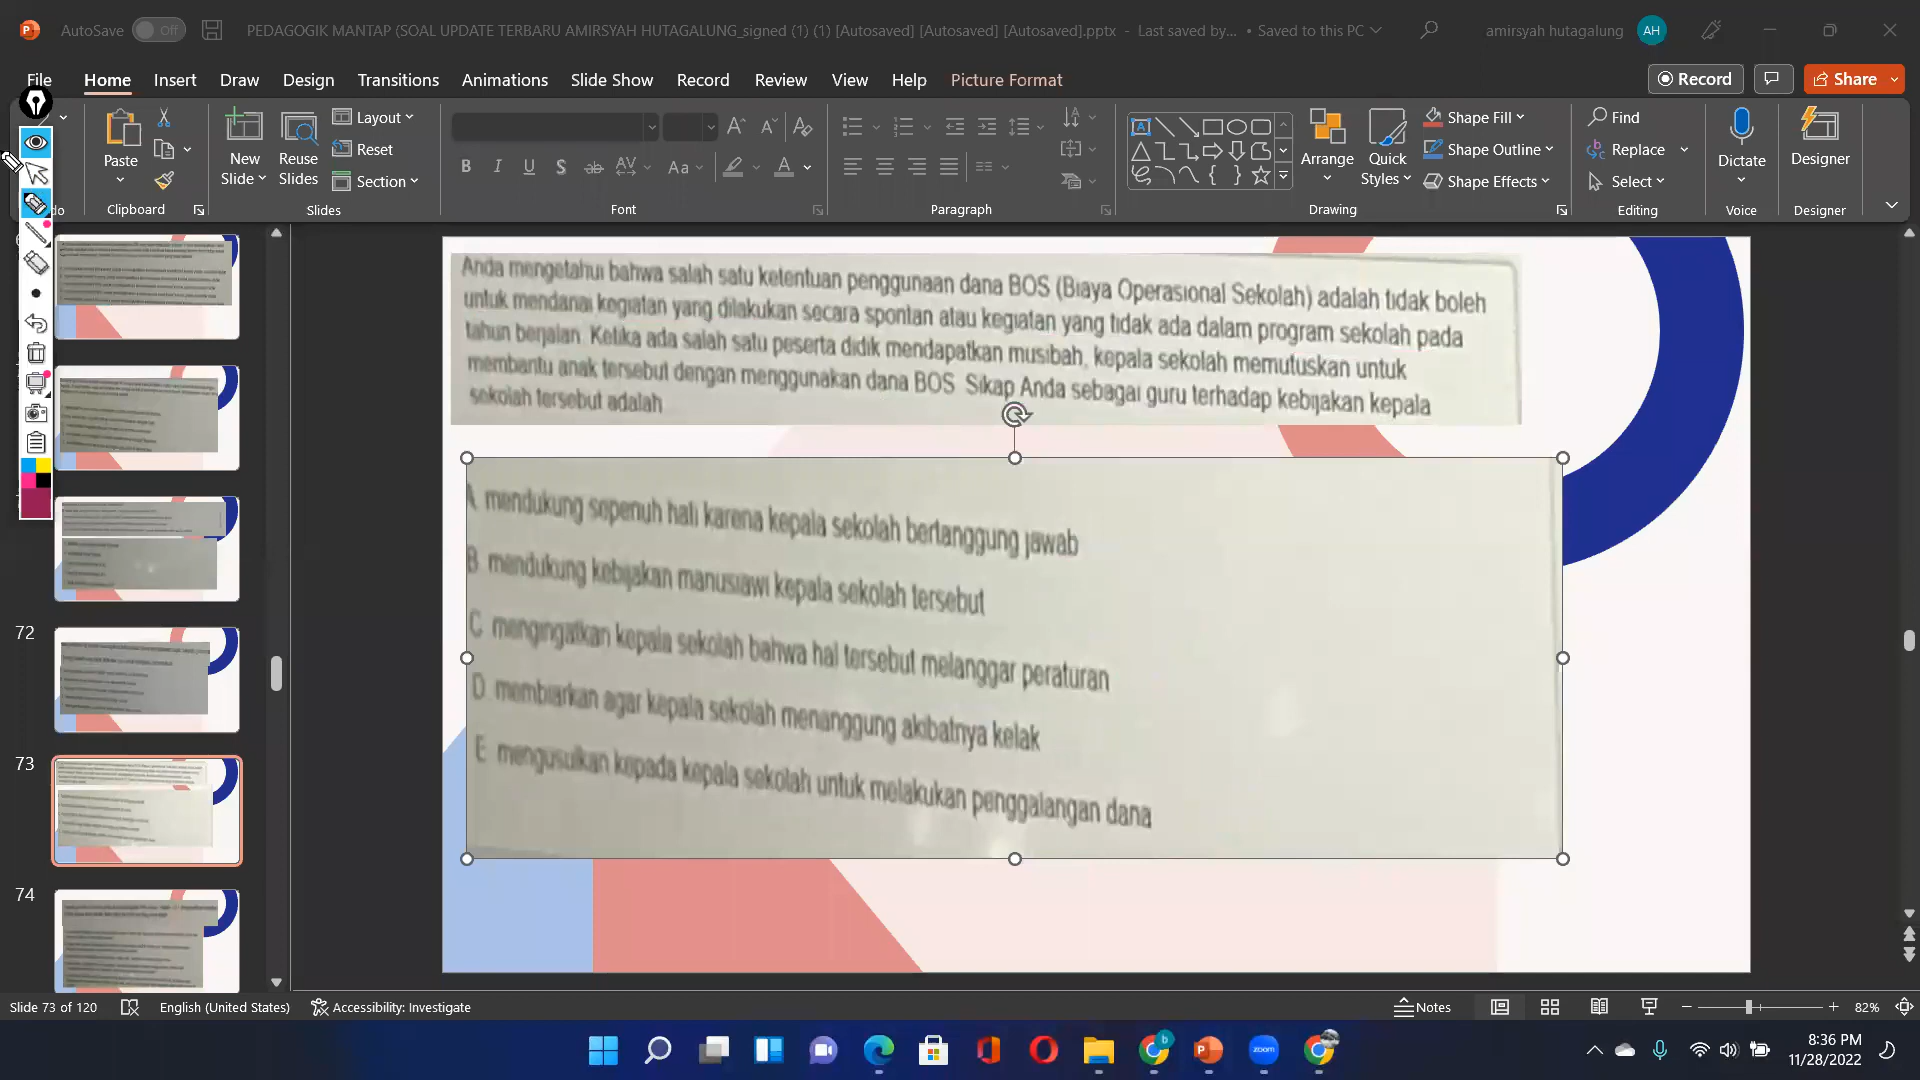 AutoSave Off PEDAGOGIK MANTAP (SOAL UPDATE TERBARU AMIRSYAH HUTAGALUNG_signed (1) (1) [Autosaved] [Autosaved] [Autosaved].pptx - Last saved by... • Saved to this PC amirsyah hutagalung AH
File Home Insert Draw Design Transitions Animations Slide Show Record Review View Help Picture Format Record Share
Paste
New Slide
Reuse Slides
Layout
Reset
Section
B I U S ab AV Aa A
Arrange
Quick Styles
Shape Fill
Shape Outline
Shape Effects
Find
Replace
Select
Dictate
Designer
do Clipboard Slides Font Paragraph Drawing Editing Voice Designer
Anda mengetahui bahwa salah satu ketentuan penggunaan dana BOS (Biaya Operasional Sekolah) adalah tidak boleh
untuk mendanai kegiatan yang dilakukan secara spontan atau kegiatan yang tidak ada dalam program sekolah pada
tahun berjalan. Ketika ada salah satu peserta didik mendapatkan musibah, kepala sekolah memutuskan untuk
membantu anak tersebut dengan menggunakan dana BOS. Sikap Anda sebagai guru terhadap kebijakan kepala
sekolah tersebut adalah
A. mendukung sepenuh hati karena kepala sekolah bertanggung jawab
B. mendukung kebijakan manusiawi kepala sekolah tersebut
C. mengingatkan kepala sekolah bahwa hal tersebut melanggar peraturan
D. membiarkan agar kepala sekolah menanggung akibatnya kelak
E. mengusulkan kepada kepala sekolah untuk melakukan penggalangan dana
72
73
74
Slide 73 of 120 English (United States) Accessibility: Investigate Notes 82%
zoom
8:36 PM
11/28/2022